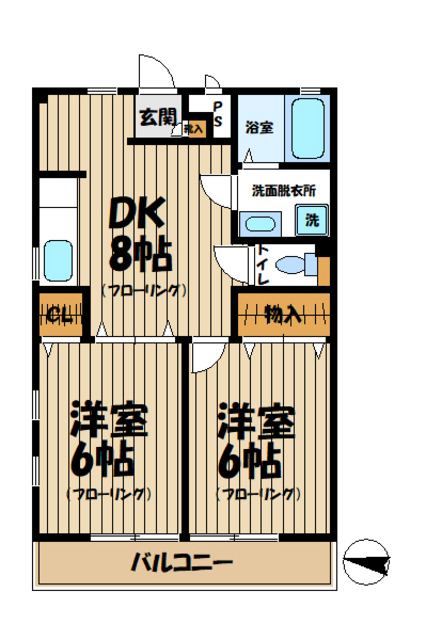 玄関
PS
靴入
浴室
洗面脱衣所
洗
DK
8帖
(フローリング)
トイレ
CL
物入
洋室
6帖
(フローリング)
洋室
6帖
(フローリング)
バルコニー